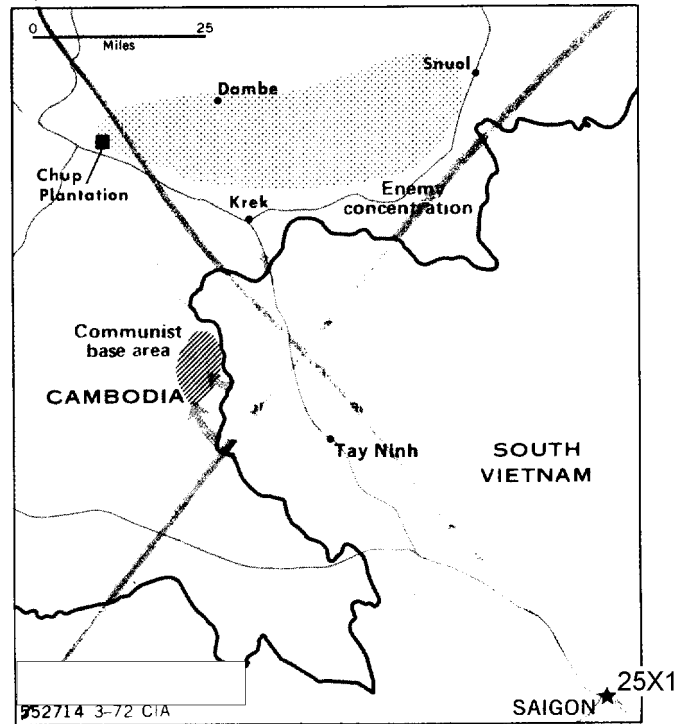 0 25
Miles
Snuol
Dambe
Chup
Plantation
Krek
Enemy
concentration
Communist
base area
CAMBODIA
Tay Ninh
SOUTH
VIETNAM
25X1
SAIGON
552714 3-72 CIA